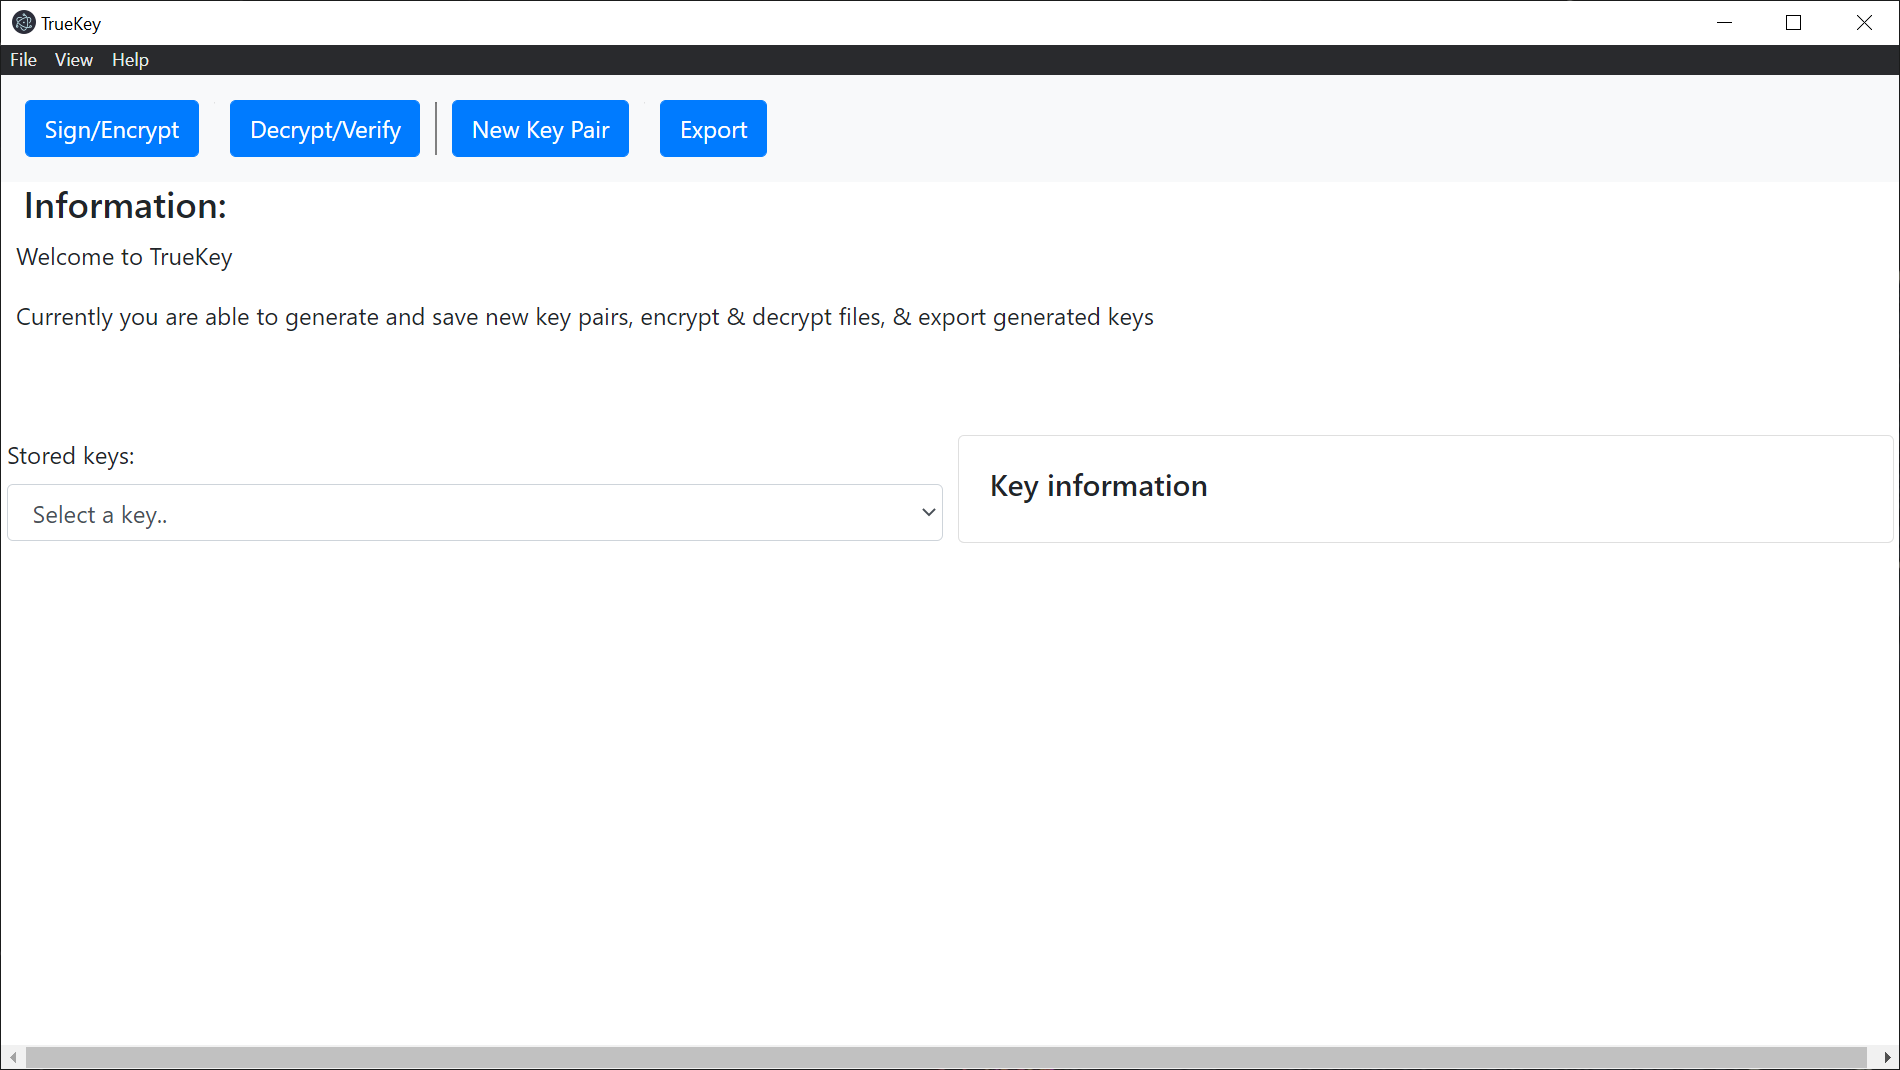 TrueKey
File View Help
Sign/Encrypt Decrypt/Verify New Key Pair Export
Information:
Welcome to TrueKey
Currently you are able to generate and save new key pairs, encrypt & decrypt files, & export generated keys
Stored keys:
Select a key..
Key information